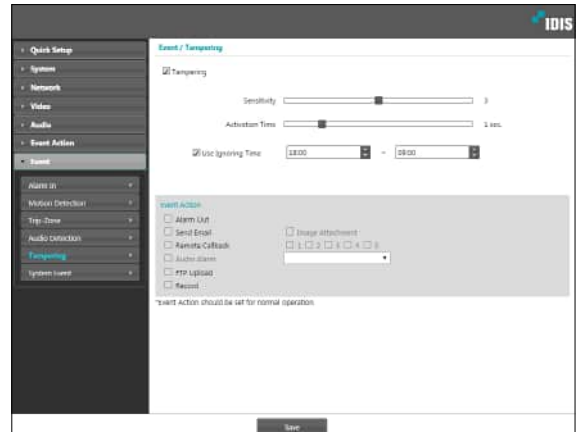 IDIS
Quick Setup
System
Network
Video
Audio
Event Action
Event
Alarm In
Motion Detection
Trip-Zone
Audio Detection
Tampering
System Event
Event / Tampering
Tampering
Sensitivity 3
Activation Time 1 sec.
Use Ignoring Time 18:00 ~ 09:00
Event Action
Alarm Out
Send Email Image Attachment
Remote Callback 1 2 3 4 5
Audio Alarm
FTP Upload
Record
*Event Action should be set for normal operation.
Save